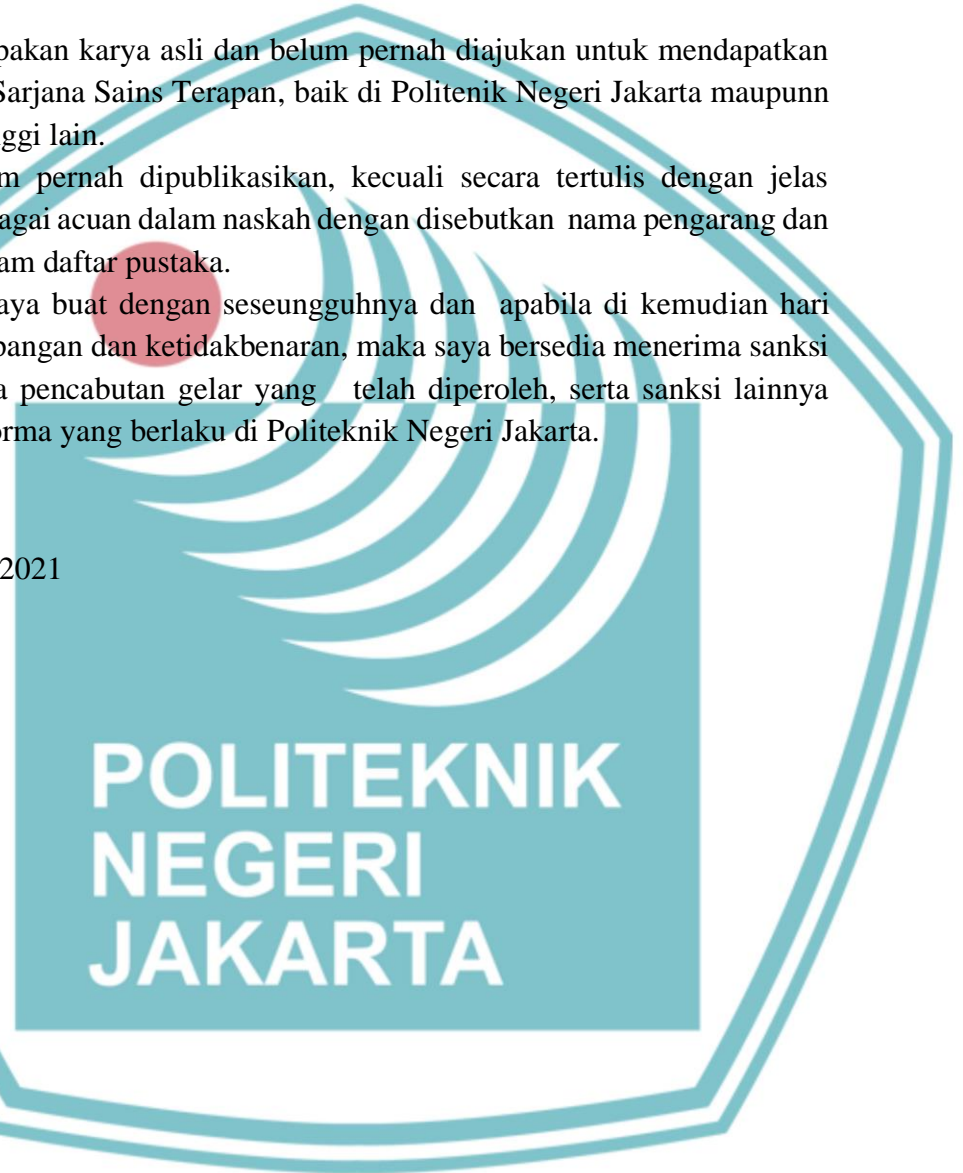 pakan karya asli dan belum pernah diajukan untuk mendapatkan
Sarjana Sains Terapan, baik di Politenik Negeri Jakarta maupunn
ggi lain.
m pernah dipublikasikan, kecuali secara tertulis dengan jelas
agai acuan dalam naskah dengan disebutkan nama pengarang dan
am daftar pustaka.
aya buat dengan seseungguhnya dan apabila di kemudian hari
pangan dan ketidakbenaran, maka saya bersedia menerima sanksi
a pencabutan gelar yang telah diperoleh, serta sanksi lainnya
orma yang berlaku di Politeknik Negeri Jakarta.
2021
POLITEKNIK
NEGERI
JAKARTA